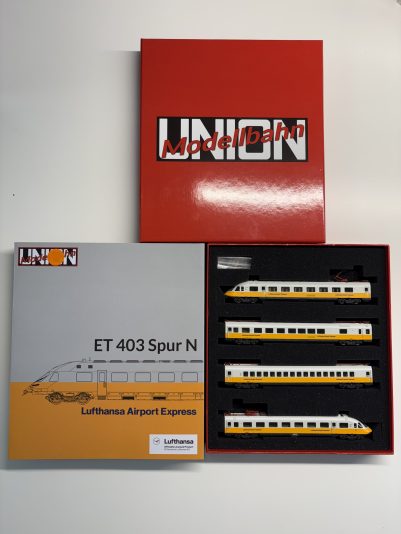 UNION
Modellbahn
UNION
ET 403 Spur N
Lufthansa Airport Express
Lufthansa